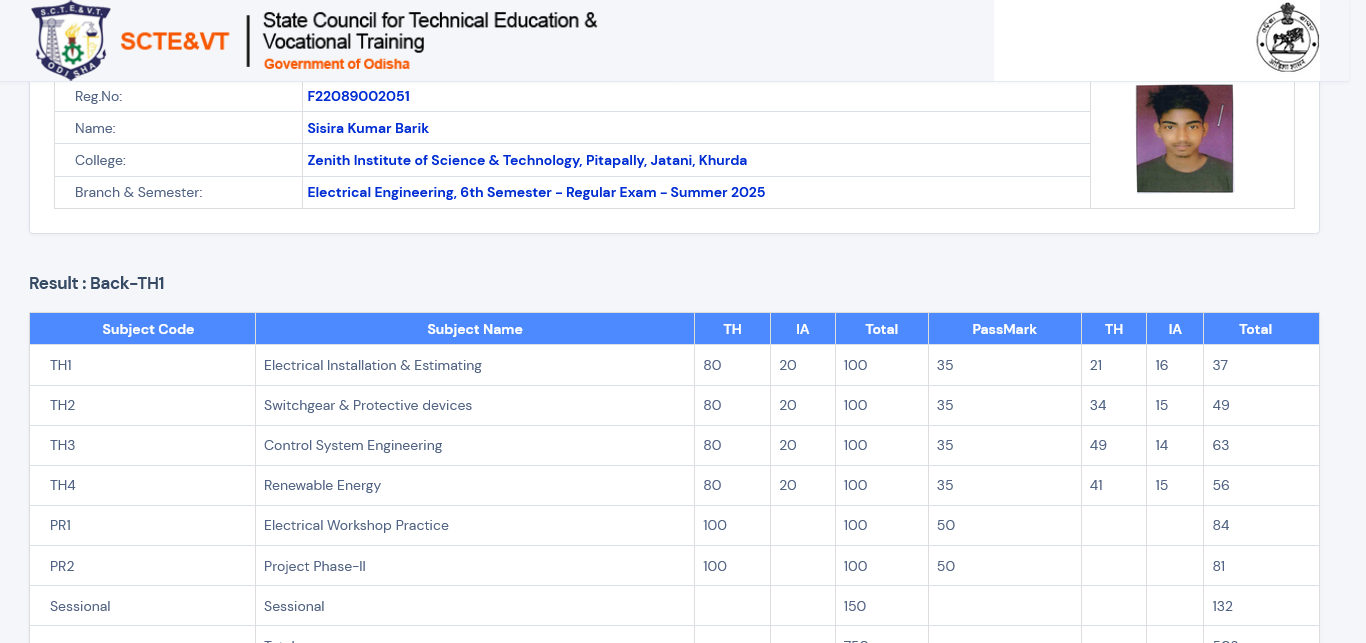 S.C.T.E.& V.T.
ODISHA
SCTE&VT
State Council for Technical Education &
Vocational Training
Government of Odisha
Reg.No: F22089002051
Name: Sisira Kumar Barik
College: Zenith Institute of Science & Technology, Pitapally, Jatani, Khurda
Branch & Semester: Electrical Engineering, 6th Semester - Regular Exam - Summer 2025
Result : Back-TH1
Subject Code Subject Name TH IA Total PassMark TH IA Total
TH1 Electrical Installation & Estimating 80 20 100 35 21 16 37
TH2 Switchgear & Protective devices 80 20 100 35 34 15 49
TH3 Control System Engineering 80 20 100 35 49 14 63
TH4 Renewable Energy 80 20 100 35 41 15 56
PR1 Electrical Workshop Practice 100 100 50 84
PR2 Project Phase-II 100 100 50 81
Sessional Sessional 150 132